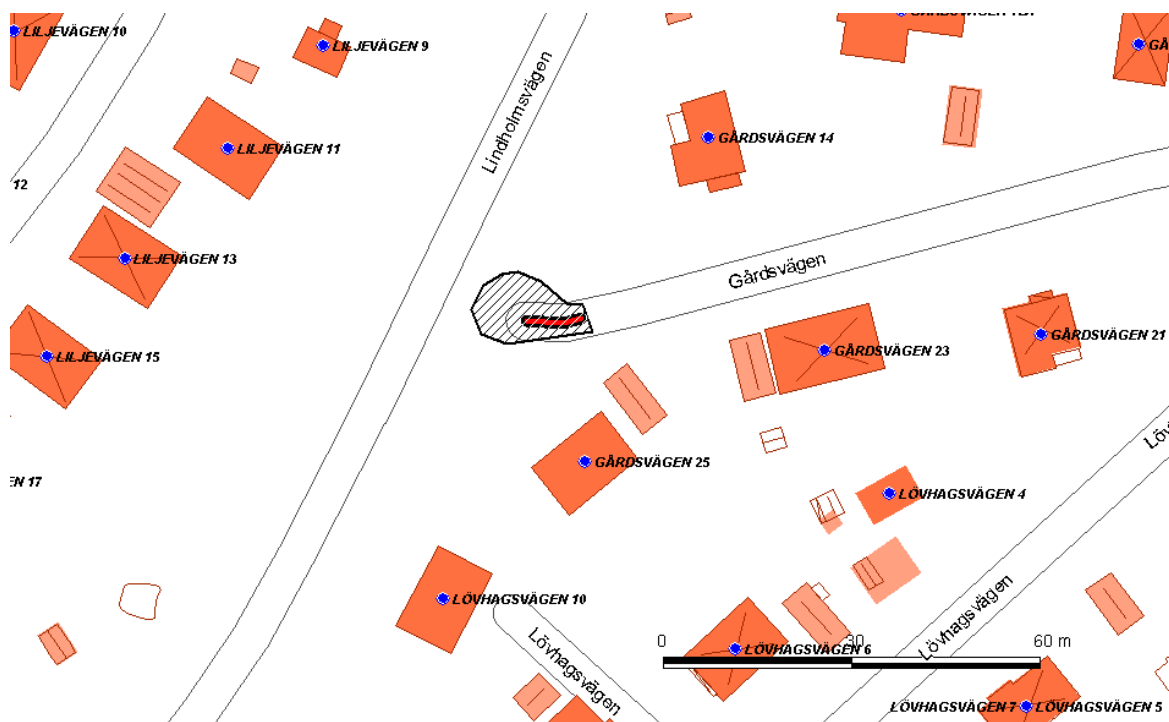 LILJEVÄGEN 10
LILJEVÄGEN 9
GÅ
Lindholmsvägen
GÅRDSVÄGEN 14
LILJEVÄGEN 11
12
LILJEVÄGEN 13
Gårdsvägen
GÅRDSVÄGEN 21
GÅRDSVÄGEN 23
LILJEVÄGEN 15
Löv
GÅRDSVÄGEN 25
EN 17
LÖVHAGSVÄGEN 4
LÖVHAGSVÄGEN 10
Lövhagsvägen
Lövhagsvägen
0 30 60 m
LÖVHAGSVÄGEN 6
LÖVHAGSVÄGEN 7
LÖVHAGSVÄGEN 5